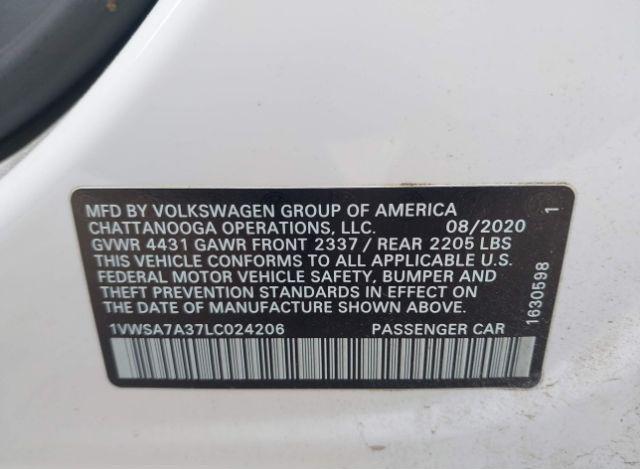 MFD BY VOLKSWAGEN GROUP OF AMERICA
CHATTANOOGA OPERATIONS, LLC. 08/2020
GVWR 4431 GAWR FRONT 2337 / REAR 2205 LBS
THIS VEHICLE CONFORMS TO ALL APPLICABLE
FEDERAL MOTOR VEHICLE SAFETY, BUMPER AND
THEFT PREVENTION STANDARDS IN EFFECT ON
THE DATE OF MANUFACTURE SHOWN ABOVE.
1VWSA7A37LC024206 PASSENGER CAR
1630598 1